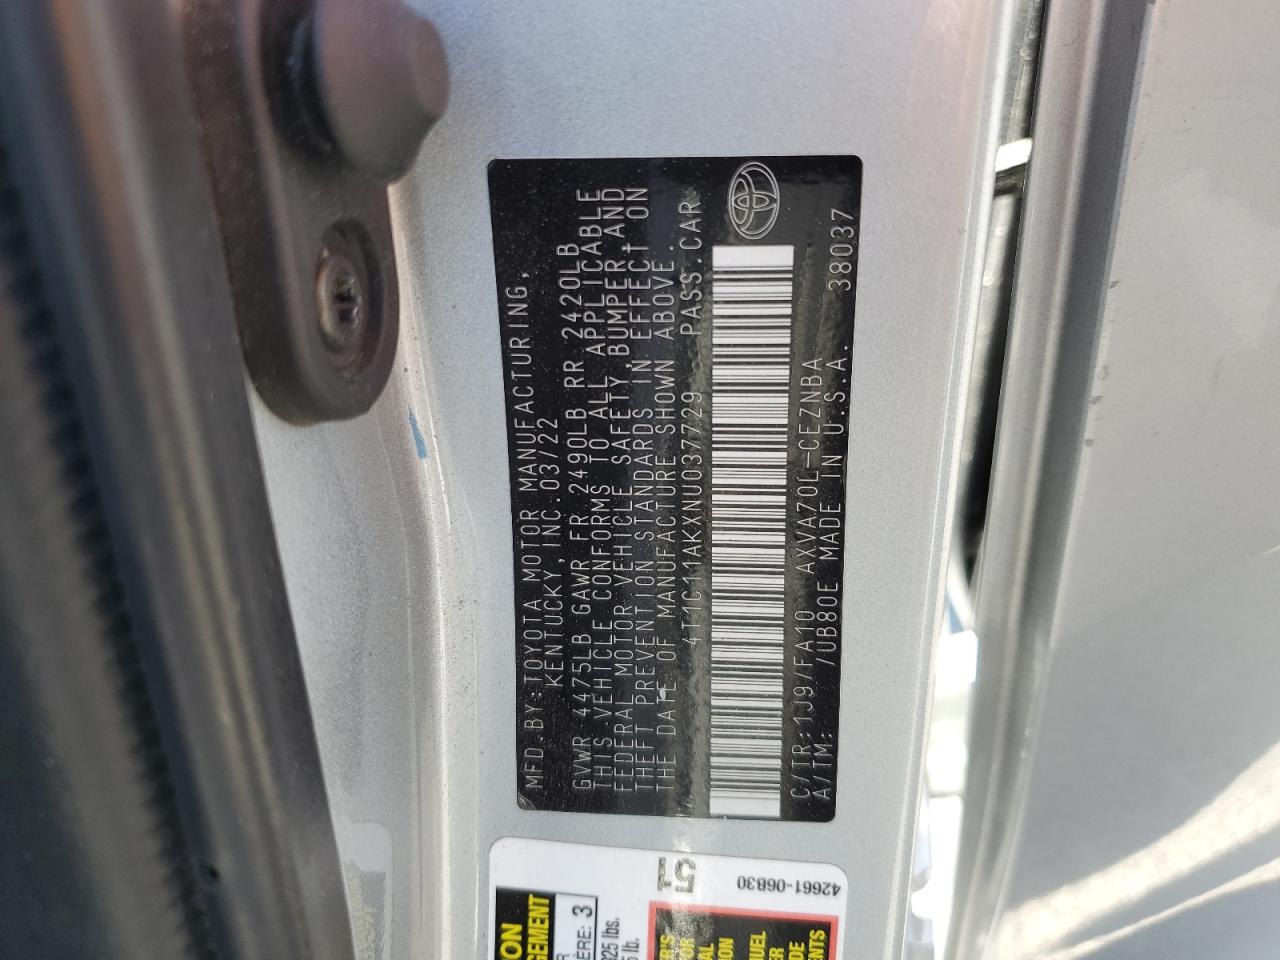 MFD.BY:TOYOTA MOTOR MANUFACTURING,
KENTUCKY, INC.03/22
GVWR 4475LB GAWR FR 2490LB RR 2420LB
THIS VEHICLE CONFORMS TO ALL APPLICABLE
FEDERAL MOTOR VEHICLE SAFETY,BUMPER,AND
THEFT PREVENTION STANDARDS IN EFFECT ON
THE DATE OF MANUFACTURE SHOWN ABOVE.
4T1C11AKXNU037729 PASS.CAR
C/TR:1J9/FA10 AXVA70L-CEZNBA
A/TM: /UB80E MADE IN U.S.A. 38037
51
42661-06B30
3